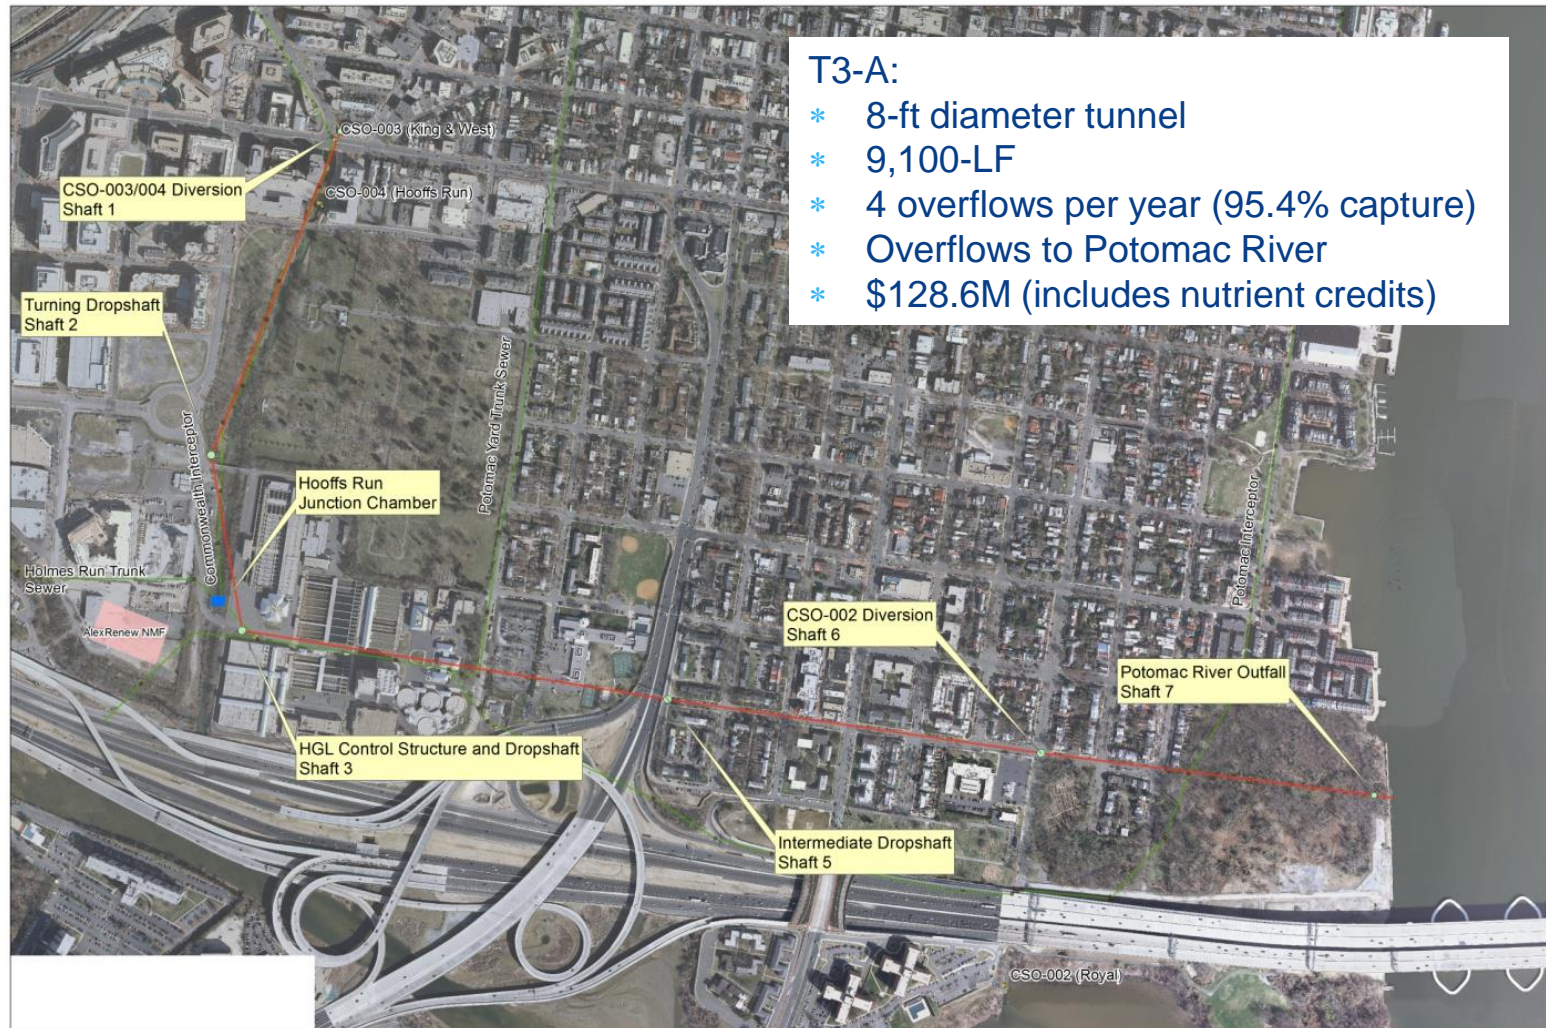 T3-A:
* 8-ft diameter tunnel
* 9,100-LF
* 4 overflows per year (95.4% capture)
* Overflows to Potomac River
* $128.6M (includes nutrient credits)
CSO-003 (King & West)
CSO-003/004 Diversion
Shaft 1
CSO-004 (Hooffs Run)
Turning Dropshaft
Shaft 2
Potomac Yard Trunk Sewer
Commonwealth Interceptor
Hooffs Run
Junction Chamber
Potomac Interceptor
Holmes Run Trunk
Sewer
AlexRenew NMF
CSO-002 Diversion
Shaft 6
Potomac River Outfall
Shaft 7
HGL Control Structure and Dropshaft
Shaft 3
Intermediate Dropshaft
Shaft 5
CSO-002 (Royal)